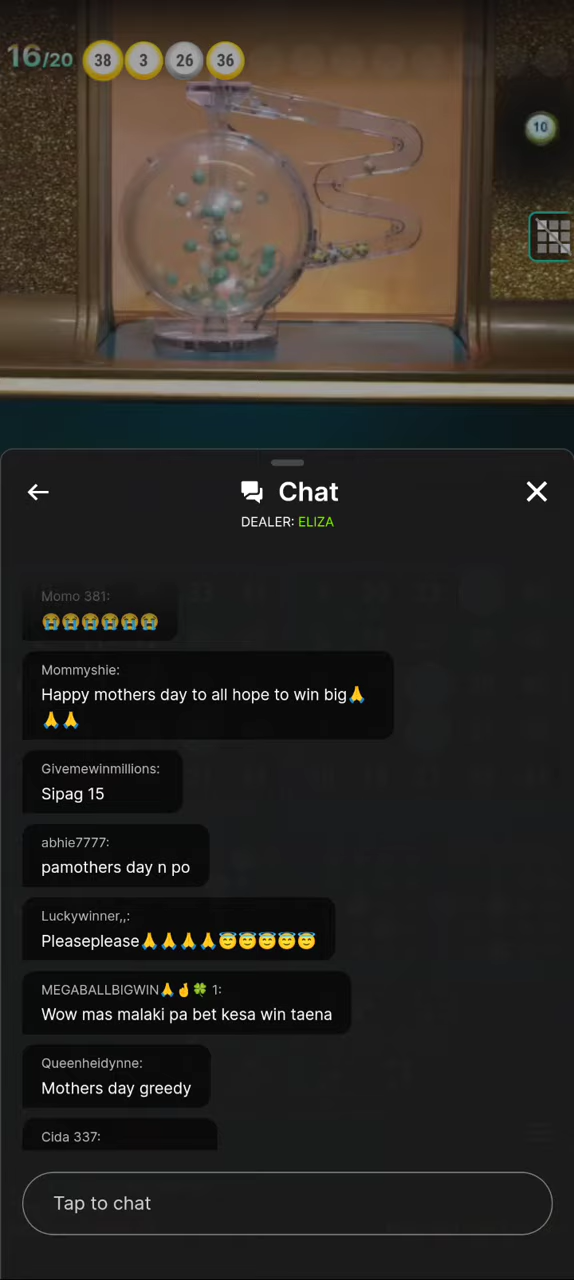 16/20 38 3 26 36
10
Chat
DEALER: ELIZA
Momo 381:
😭😭😭😭😭😭
Mommyshie:
Happy mothers day to all hope to win big🙏
🙏🙏
Givemewinmillions:
Sipag 15
abhie7777:
pamothers day n po
Luckywinner,,:
Pleaseplease🙏🙏🙏🙏😇😇😇😇😇
MEGABALLBIGWIN🙏🤞🍀 1:
Wow mas malaki pa bet kesa win taena
Queenheidynne:
Mothers day greedy
Cida 337:
Tap to chat